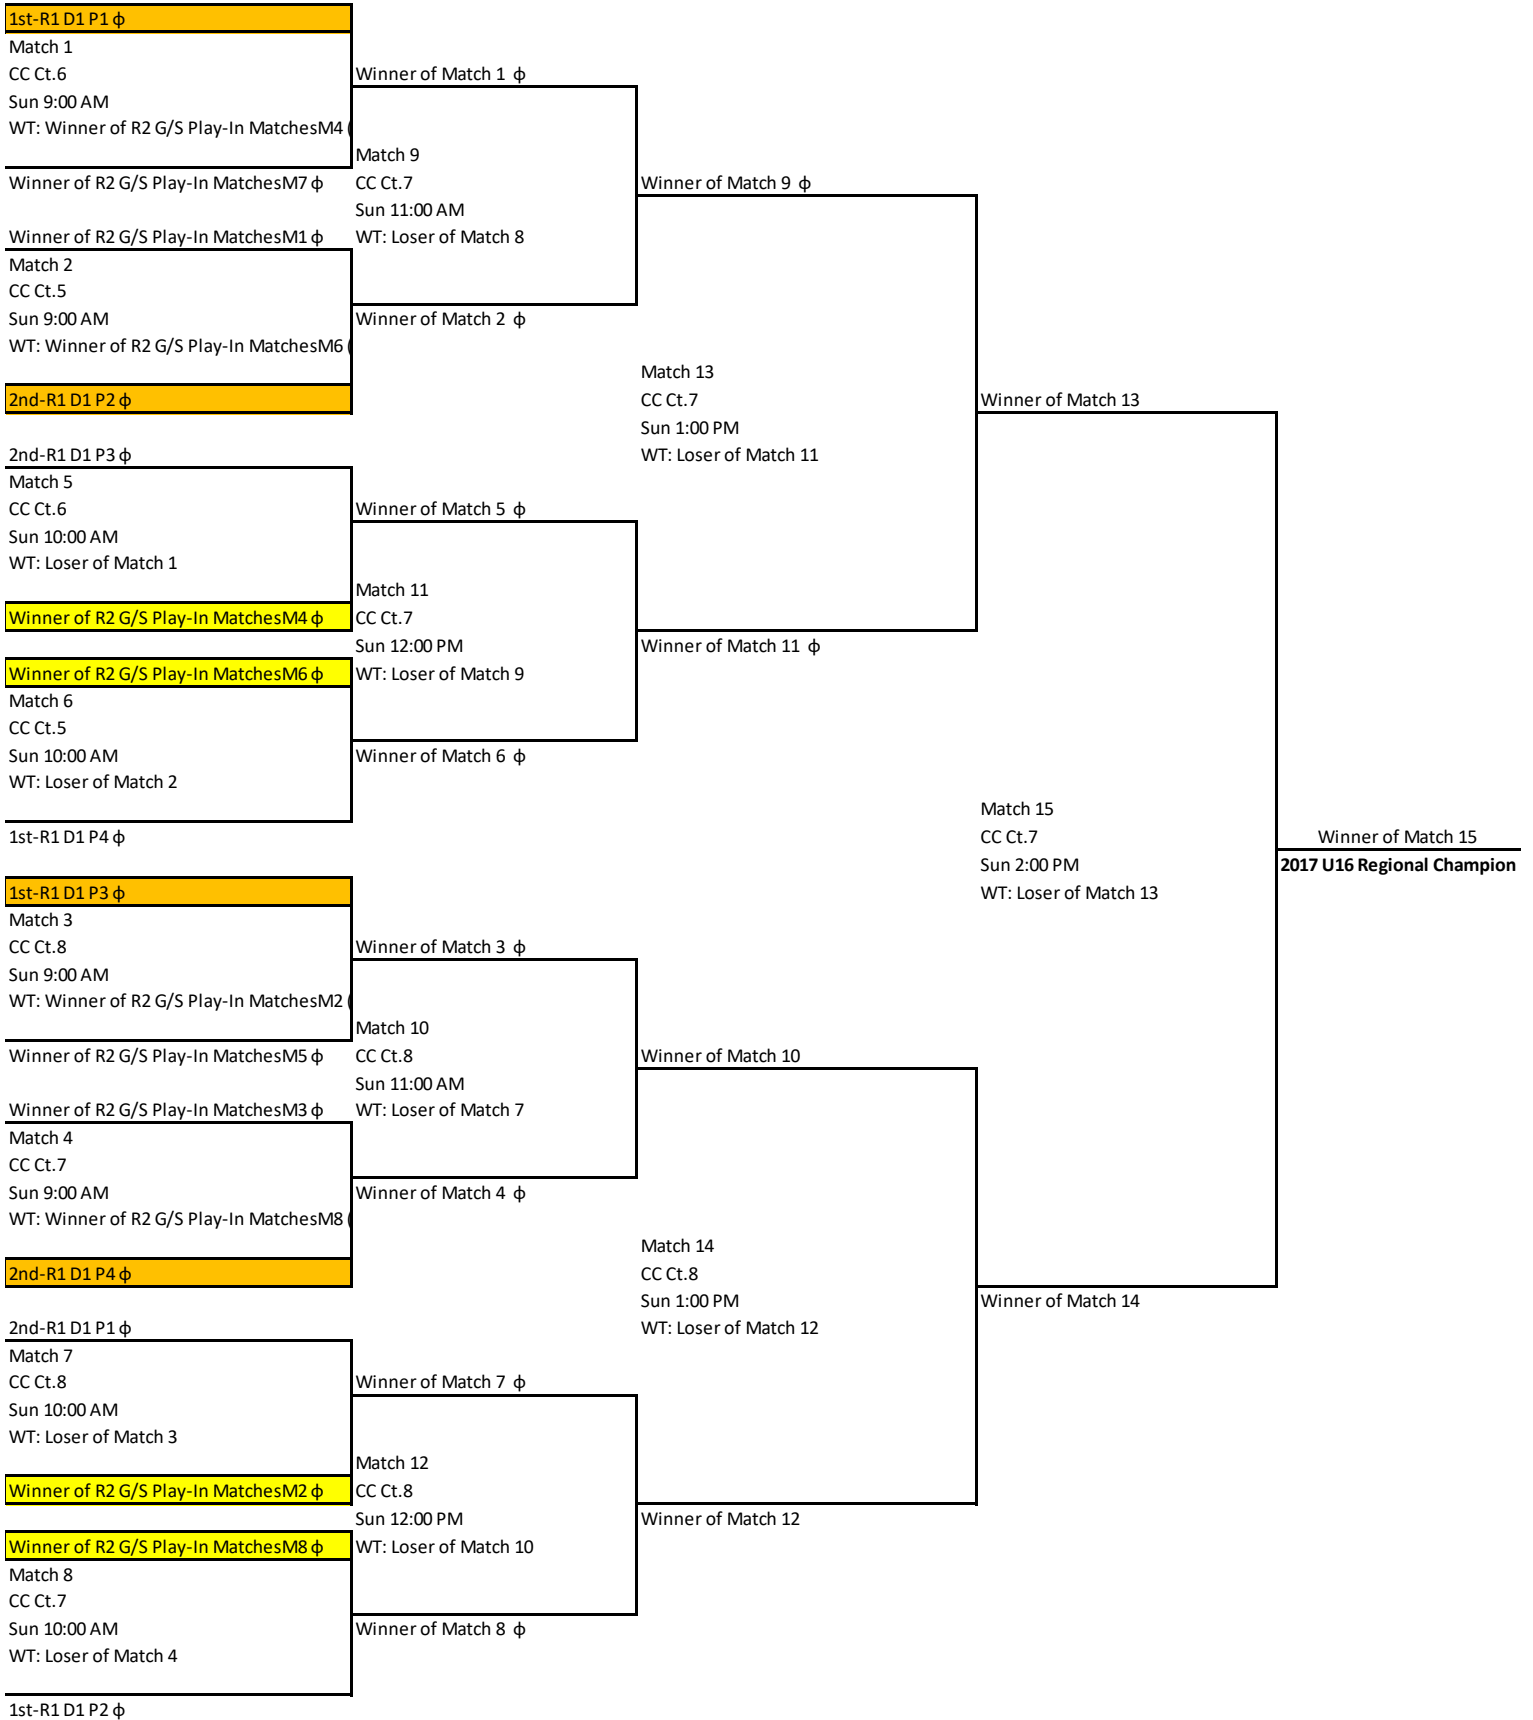 1st-R1 D1 P1 ϕ
Match 1
CC Ct.6
Sun 9:00 AM
WT: Winner of R2 G/S Play-In MatchesM4 (
Winner of R2 G/S Play-In MatchesM7 ϕ
Winner of R2 G/S Play-In MatchesM1 ϕ
Match 2
CC Ct.5
Sun 9:00 AM
WT: Winner of R2 G/S Play-In MatchesM6 (
2nd-R1 D1 P2 ϕ
2nd-R1 D1 P3 ϕ
Match 5
CC Ct.6
Sun 10:00 AM
WT: Loser of Match 1
Winner of R2 G/S Play-In MatchesM4 ϕ
Winner of R2 G/S Play-In MatchesM6 ϕ
Match 6
CC Ct.5
Sun 10:00 AM
WT: Loser of Match 2
1st-R1 D1 P4 ϕ
1st-R1 D1 P3 ϕ
Match 3
CC Ct.8
Sun 9:00 AM
WT: Winner of R2 G/S Play-In MatchesM2 (
Winner of R2 G/S Play-In MatchesM5 ϕ
Winner of R2 G/S Play-In MatchesM3 ϕ
Match 4
CC Ct.7
Sun 9:00 AM
WT: Winner of R2 G/S Play-In MatchesM8 (
2nd-R1 D1 P4 ϕ
2nd-R1 D1 P1 ϕ
Match 7
CC Ct.8
Sun 10:00 AM
WT: Loser of Match 3
Winner of R2 G/S Play-In MatchesM2 ϕ
Winner of R2 G/S Play-In MatchesM8 ϕ
Match 8
CC Ct.7
Sun 10:00 AM
WT: Loser of Match 4
1st-R1 D1 P2 ϕ
Winner of Match 1 ϕ
Match 9
CC Ct.7
Sun 11:00 AM
WT: Loser of Match 8
Winner of Match 2 ϕ
Winner of Match 5 ϕ
Match 11
CC Ct.7
Sun 12:00 PM
WT: Loser of Match 9
Winner of Match 6 ϕ
Winner of Match 3 ϕ
Match 10
CC Ct.8
Sun 11:00 AM
WT: Loser of Match 7
Winner of Match 4 ϕ
Winner of Match 7 ϕ
Match 12
CC Ct.8
Sun 12:00 PM
WT: Loser of Match 10
Winner of Match 8 ϕ
Winner of Match 9 ϕ
Match 13
CC Ct.7
Sun 1:00 PM
WT: Loser of Match 11
Winner of Match 11 ϕ
Winner of Match 10
Match 14
CC Ct.8
Sun 1:00 PM
WT: Loser of Match 12
Winner of Match 12
Winner of Match 13
Match 15
CC Ct.7
Sun 2:00 PM
WT: Loser of Match 13
Winner of Match 14
Winner of Match 15
2017 U16 Regional Champion